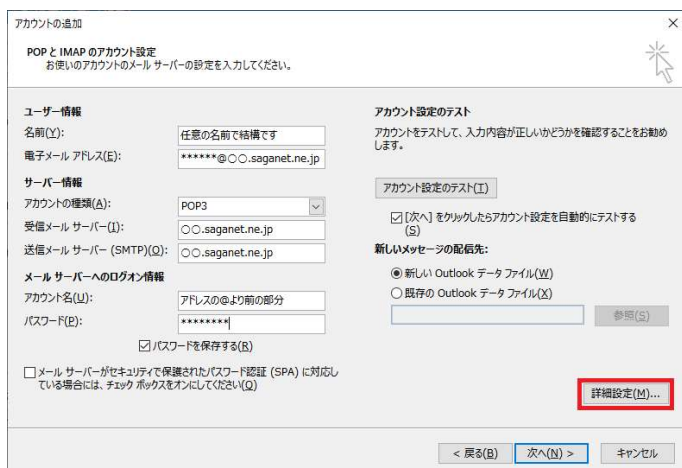 アカウントの追加
POP と IMAP のアカウント設定
お使いのアカウントのメール サーバーの設定を入力してください。
ユーザー情報
名前(Y):
任意の名前で結構です
電子メール アドレス(E):
******@○○.saganet.ne.jp
サーバー情報
アカウントの種類(A):
POP3
受信メール サーバー(I):
○○.saganet.ne.jp
送信メール サーバー (SMTP)(O):
○○.saganet.ne.jp
メール サーバーへのログオン情報
アカウント名(U):
アドレスの@より前の部分
パスワード(P):
********
パスワードを保存する(R)
メール サーバーがセキュリティで保護されたパスワード認証 (SPA) に対応し
ている場合には、チェック ボックスをオンにしてください(Q)
アカウント設定のテスト
アカウントをテストして、入力内容が正しいかどうかを確認することをお勧め
します。
アカウント設定のテスト(T)
[次へ] をクリックしたらアカウント設定を自動的にテストする
(S)
新しいメッセージの配信先:
新しい Outlook データ ファイル(W)
既存の Outlook データ ファイル(X)
参照(S)
詳細設定(M)...
< 戻る(B)
次へ(N) >
キャンセル